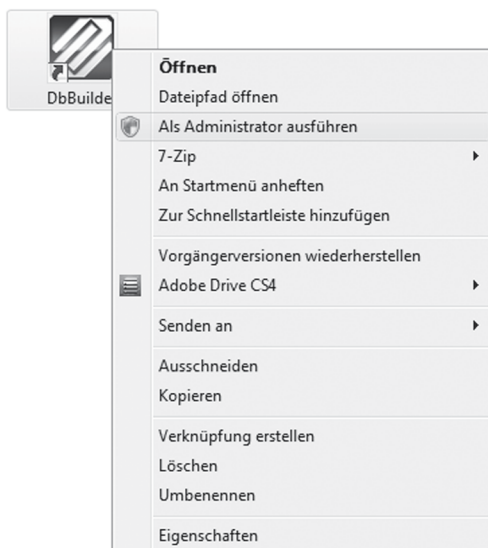 DbBuilde
Öffnen
Dateipfad öffnen
Als Administrator ausführen
7-Zip
An Startmenü anheften
Zur Schnellstartleiste hinzufügen
Vorgängerversionen wiederherstellen
Adobe Drive CS4
Senden an
Ausschneiden
Kopieren
Verknüpfung erstellen
Löschen
Umbenennen
Eigenschaften